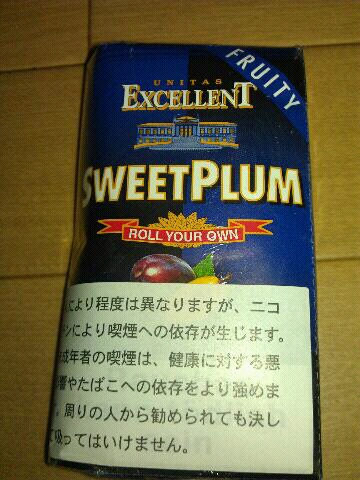 FRUITY
UNITAS
EXCELLENT
SWEETPLUM
ROLL YOUR OWN
により程度は異なりますが、ニコ
ンにより喫煙への依存が生じます。
成年者の喫煙は、健康に対する悪
響やたばこへの依存をより強めま
。周りの人から勧められても決し
吸ってはいけません。